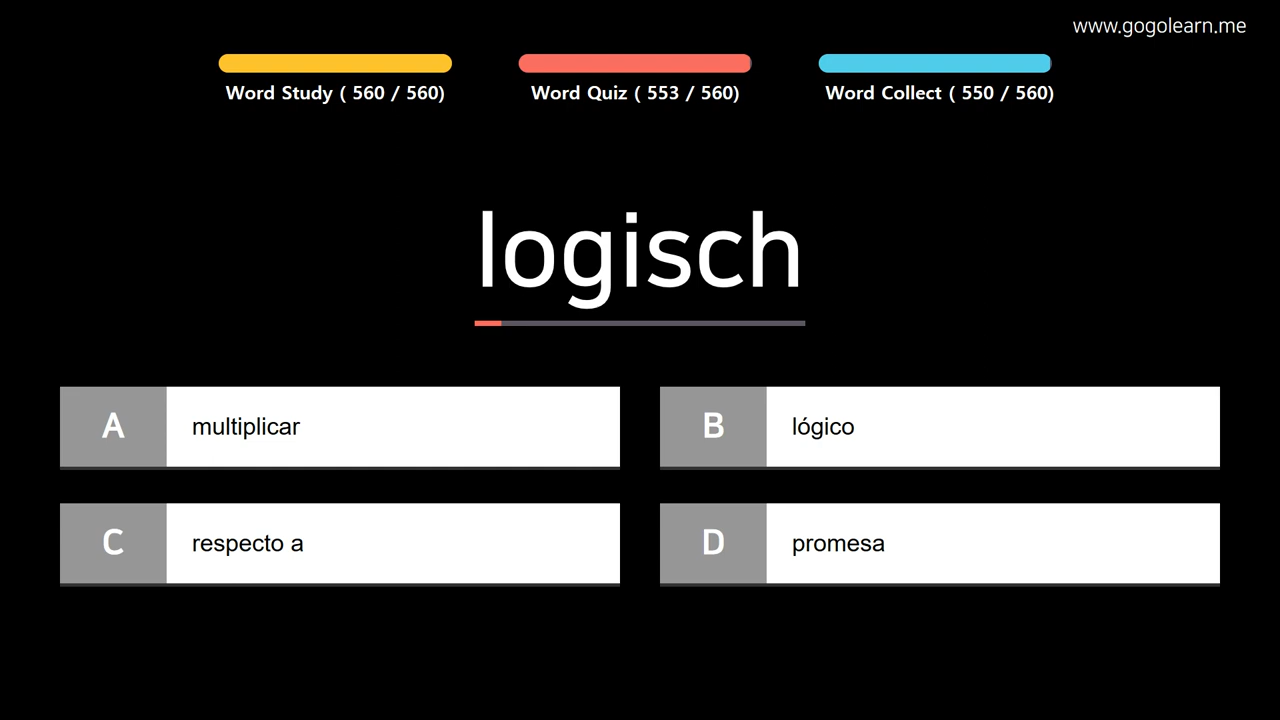 www.gogolearn.me
Word Study ( 560 / 560)
Word Quiz ( 553 / 560)
Word Collect ( 550 / 560)
logisch
A multiplicar
B lógico
C respecto a
D promesa